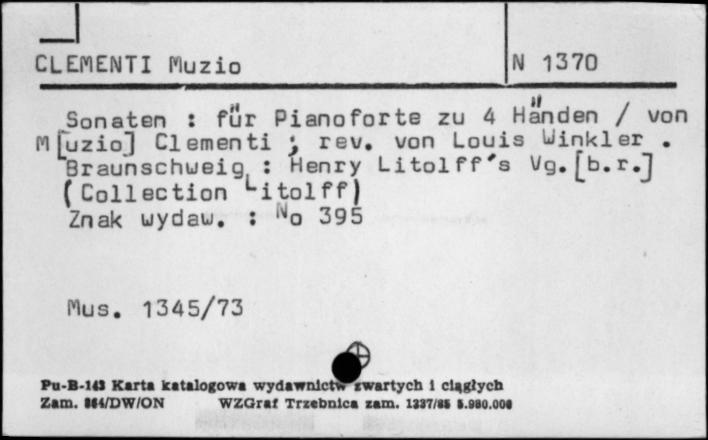 CLEMENTI Muzio N 1370
Sonaten : für Pianoforte zu 4 Händen / von
M[uzio] Clementi ; rev. von Louis Winkler .
Braunschweig : Henry Litolff's Vg. [b.r.]
(Collection Litolff)
Znak wydaw. : No 395
Mus. 1345/73
Pu-B-143 Karta katalogowa wydawnictw zwartych i ciągłych
Zam. 864/DW/ON WZGraf Trzebnica zam. 1337/85 5.980.000